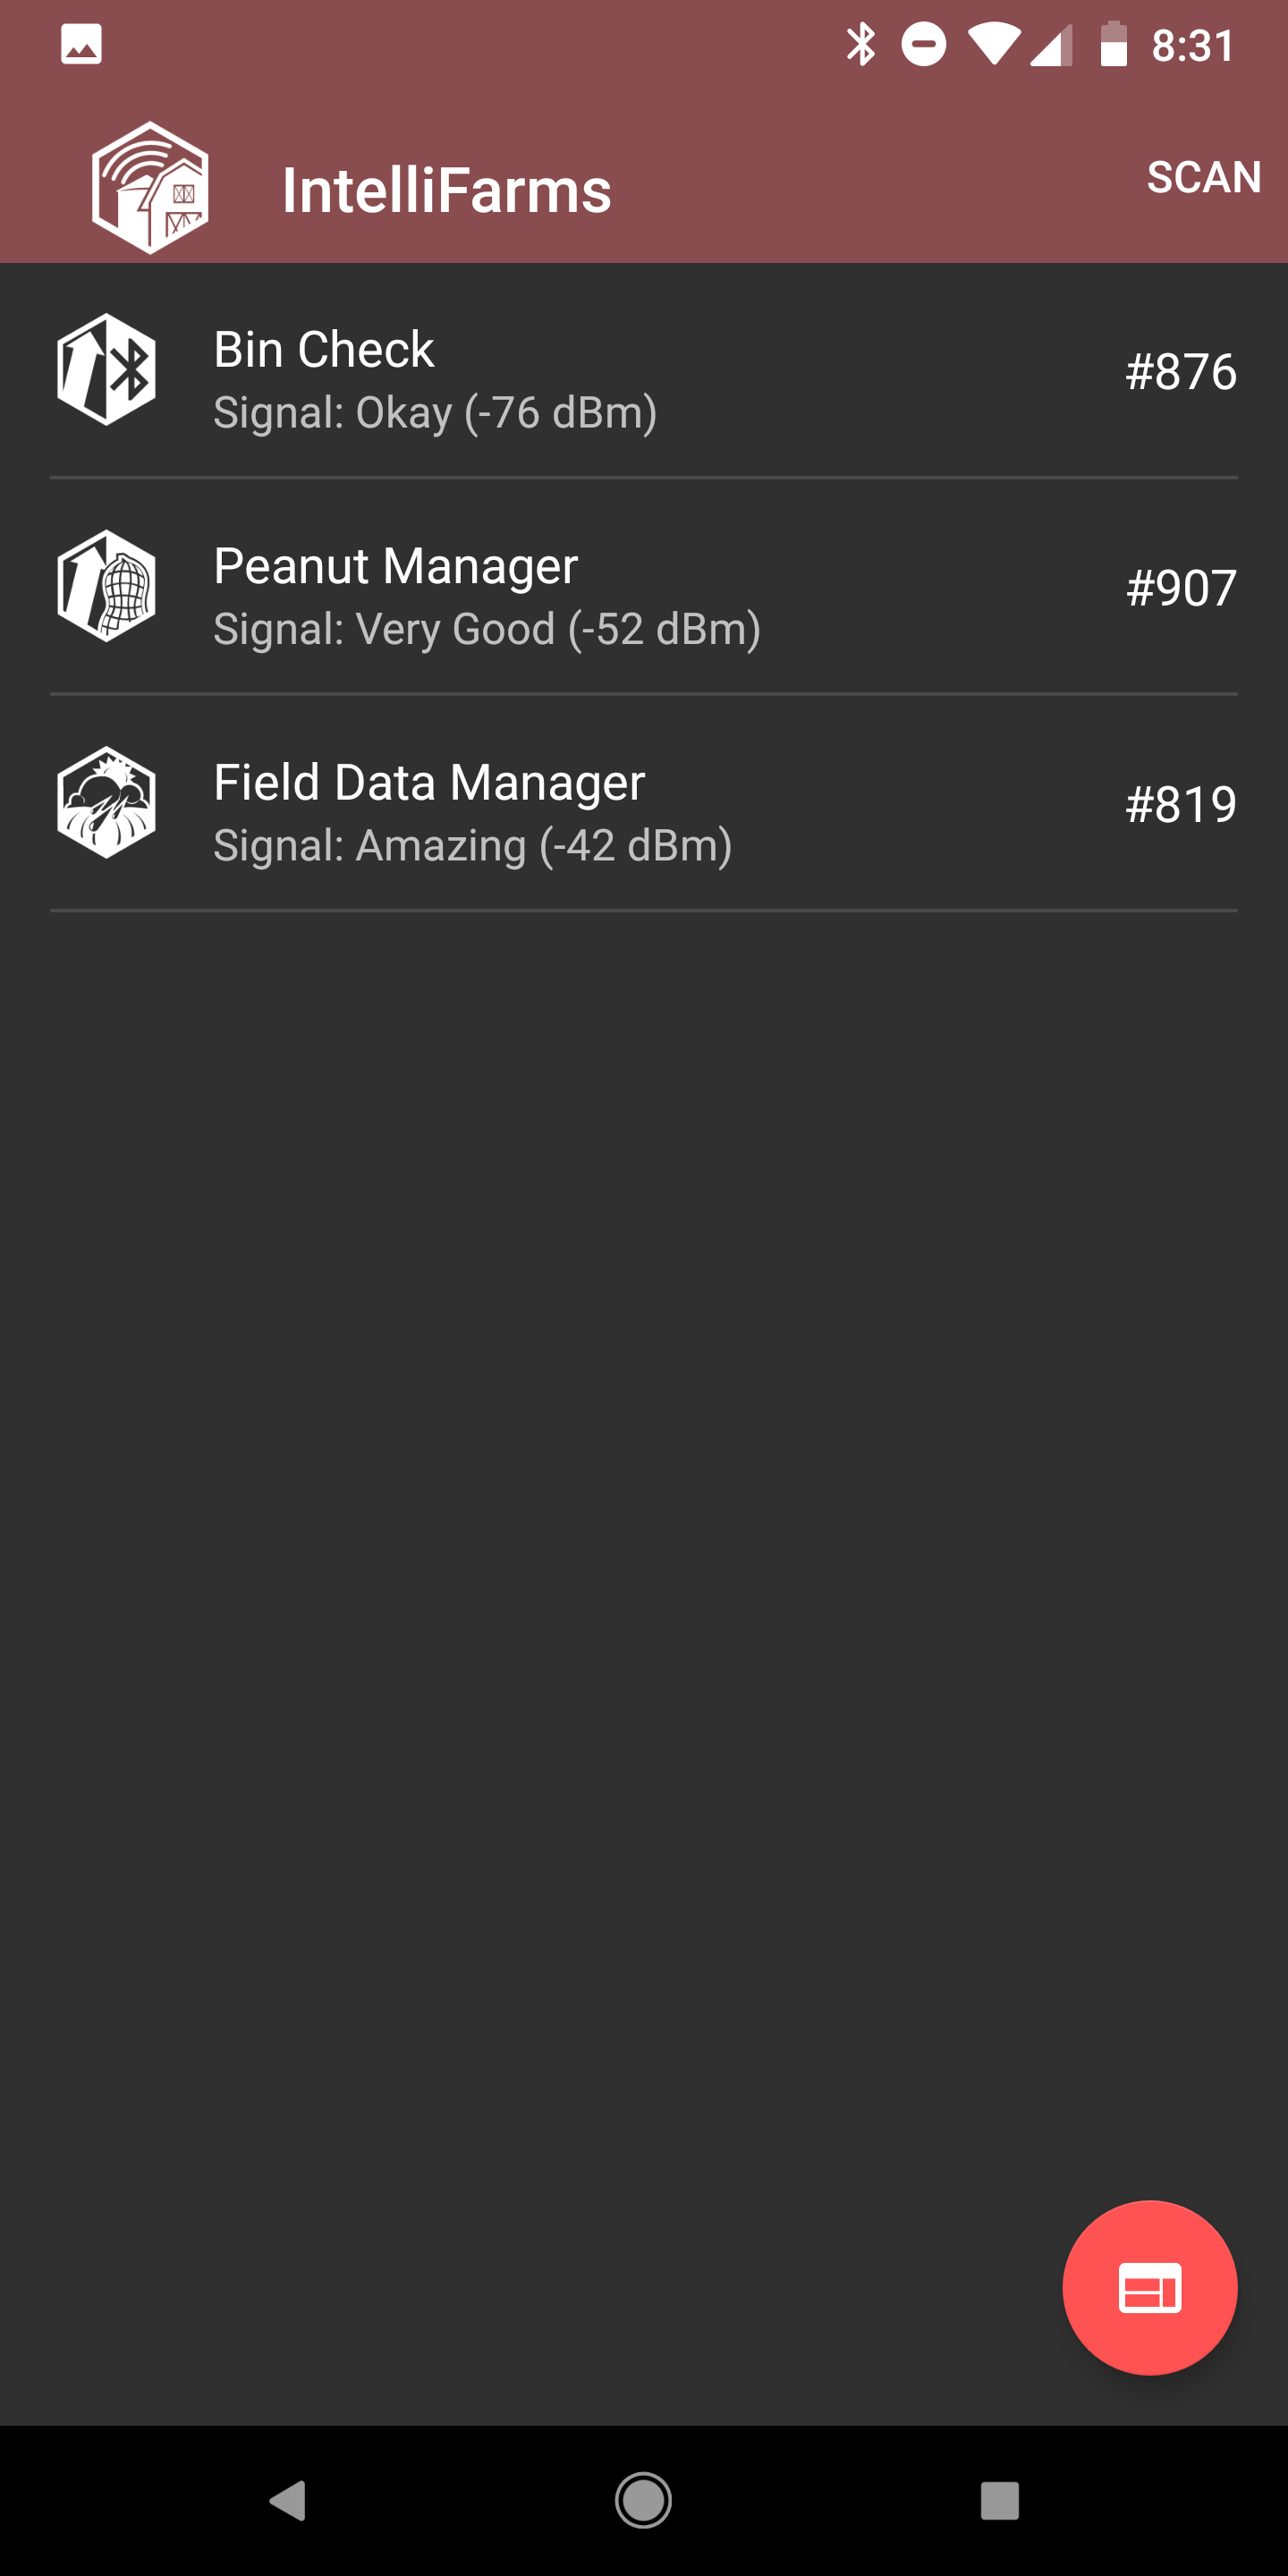 8:31
IntelliFarms
SCAN
Bin Check
Signal: Okay (-76 dBm)
#876
Peanut Manager
Signal: Very Good (-52 dBm)
#907
Field Data Manager
Signal: Amazing (-42 dBm)
#819